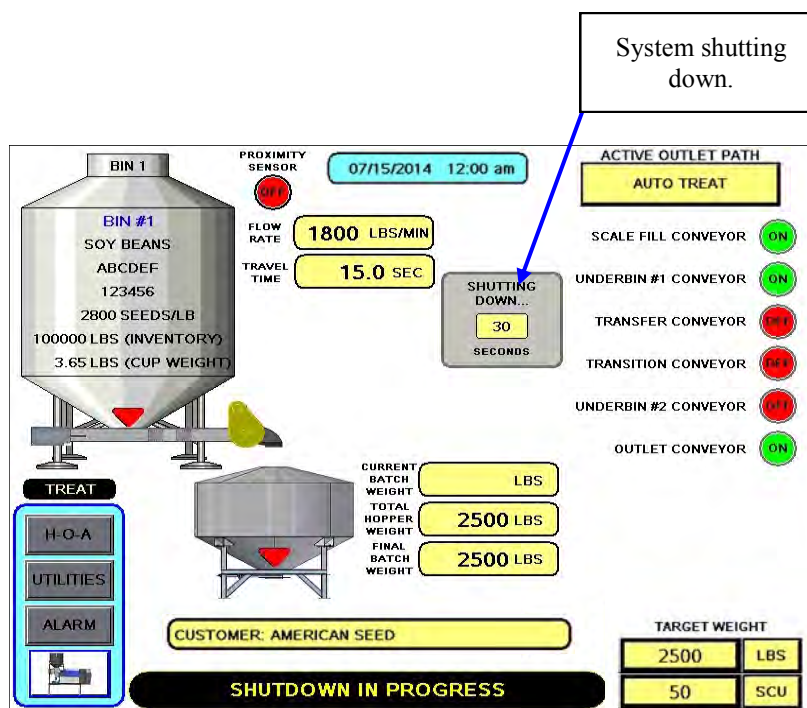 System shutting
down.
BIN 1
PROXIMITY
SENSOR
OFF
07/15/2014 12:00 am
ACTIVE OUTLET PATH
AUTO TREAT
BIN #1
SOY BEANS
ABCDEF
123456
2800 SEEDS/LB
100000 LBS (INVENTORY)
3.65 LBS (CUP WEIGHT)
FLOW
RATE
1800 LBS/MIN
TRAVEL
TIME
15.0 SEC
SHUTTING
DOWN...
30
SECONDS
SCALE FILL CONVEYOR ON
UNDERBIN #1 CONVEYOR ON
TRANSFER CONVEYOR OFF
TRANSITION CONVEYOR OFF
UNDERBIN #2 CONVEYOR OFF
OUTLET CONVEYOR ON
TREAT
H-O-A
UTILITIES
ALARM
CURRENT
BATCH
WEIGHT
LBS
TOTAL
HOPPER
WEIGHT
2500 LBS
FINAL
BATCH
WEIGHT
2500 LBS
CUSTOMER: AMERICAN SEED
SHUTDOWN IN PROGRESS
TARGET WEIGHT
2500 LBS
50 SCU